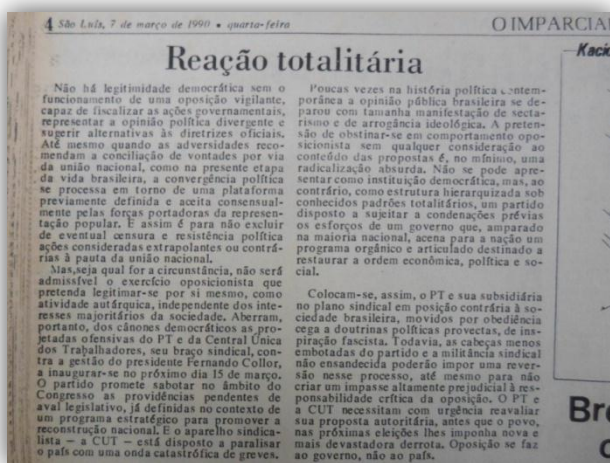 4 São Luís, 7 de março de 1990 • quarta-feira
O IMPARCIAL
Reação totalitária
Não há legitimidade democrática sem o
funcionamento de uma oposição vigilante,
capaz de fiscalizar as ações governamentais,
representar a opinião política divergente e
sugerir alternativas às diretrizes oficiais.
Até mesmo quando as adversidades reco-
mendam a conciliação de vontades por via
da união nacional, como na presente etapa
da vida brasileira, a convergência política
se processa em torno de uma plataforma
previamente definida e aceita consensual-
mente pelas forças portadoras da represen-
tação popular. E assim é para não excluir
de eventual censura e resistência política
ações consideradas extrapolantes ou contrá-
rias à pauta da união nacional.
Mas,seja qual for a circunstância, não será
admissível o exercício oposicionista que
pretenda legitimar-se por si mesmo, como
atividade autárquica, independente dos inte-
resses majoritários da sociedade. Aberram,
portanto, dos cânones democráticos as pro-
jetadas ofensivas do PT e da Central Única
dos Trabalhadores, seu braço sindical, con-
tra a gestão do presidente Fernando Collor,
a inaugurar-se no próximo dia 15 de março.
O partido promete sabotar no âmbito do
Congresso as providências pendentes de
aval legislativo, já definidas no contexto de
um programa estratégico para promover a
reconstrução nacional. E o aparelho sindica-
lista — a CUT — está disposto a paralisar
o país com uma onda catastrófica de greves.
Poucas vezes na história política contem-
porânea a opinião pública brasileira se de-
parou com tamanha manifestação de secta-
rismo e de arrogância ideológica. A preten-
são de obstinar-se em comportamento opo-
sicionista sem qualquer consideração ao
conteúdo das propostas é, no mínimo, uma
radicalização absurda. Não se pode apre-
sentar como instituição democrática, mas, ao
contrário, como estrutura hierarquizada sob
conhecidos padrões totalitários, um partido
disposto a sujeitar a condenações prévias
os esforços de um governo que, amparado
na maioria nacional, acena para a nação um
programa orgânico e articulado destinado a
restaurar a ordem econômica, política e so-
cial.
Colocam-se, assim, o PT e sua subsidiária
no plano sindical em posição contrária à so-
ciedade brasileira, movidos por obediência
cega a doutrinas políticas provectas, de ins-
piração fascista. Todavia, as cabeças menos
embotadas do partido e a militância sindical
não ensandecida poderão impor uma rever-
são nesse processo, até mesmo para não
criar um impasse altamente prejudicial à res-
ponsabilidade crítica da oposição. O PT e
a CUT necessitam com urgência reavaliar
sua proposta autoritária, antes que o povo,
nas próximas eleições lhes imponha nova e
mais devastadora derrota. Oposição se faz
ao governo, não ao país.